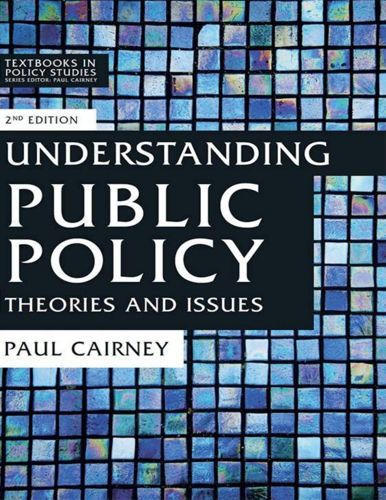 TEXTBOOKS IN
POLICY STUDIES
SERIES EDITOR: PAUL CAIRNEY
2ND EDITION
UNDERSTANDING
PUBLIC
POLICY
THEORIES AND ISSUES
PAUL CAIRNEY